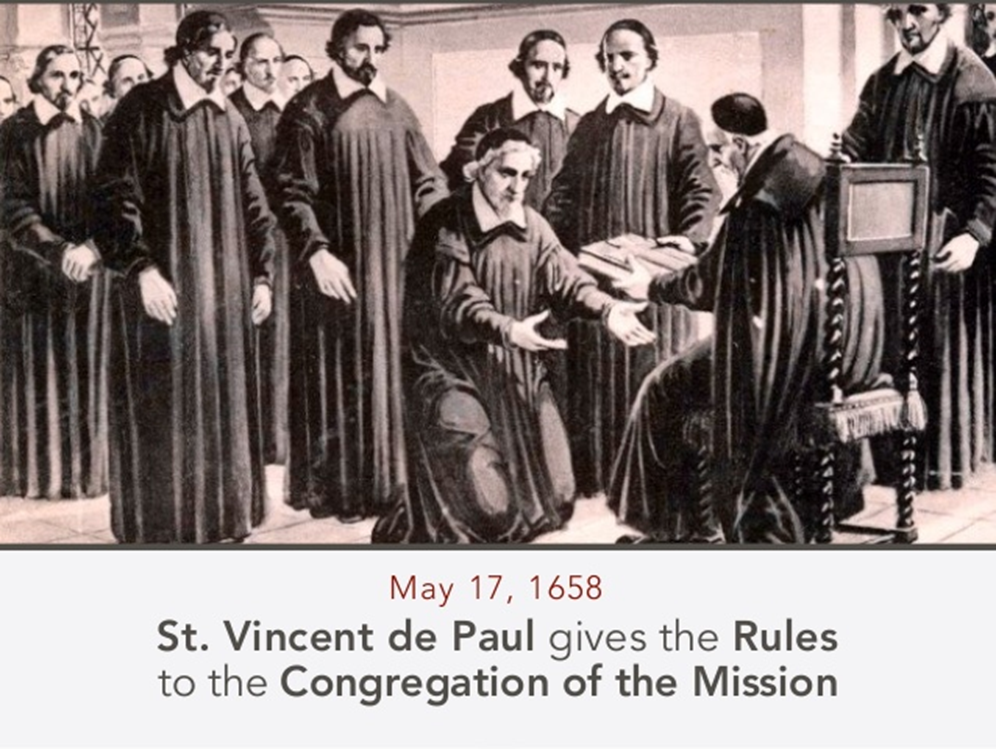 May 17, 1658
St. Vincent de Paul gives the Rules
to the Congregation of the Mission